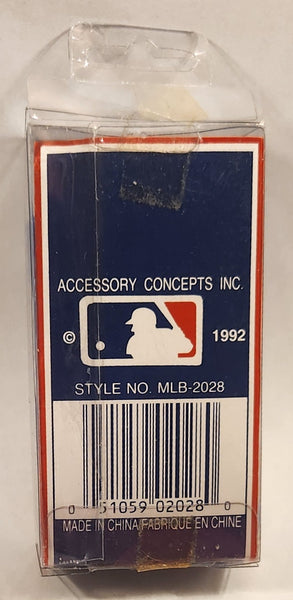 ACCESSORY CONCEPTS INC.
© 1992
STYLE NO. MLB-2028
0 51059 02028 0
MADE IN CHINA/FABRIQUE EN CHINE